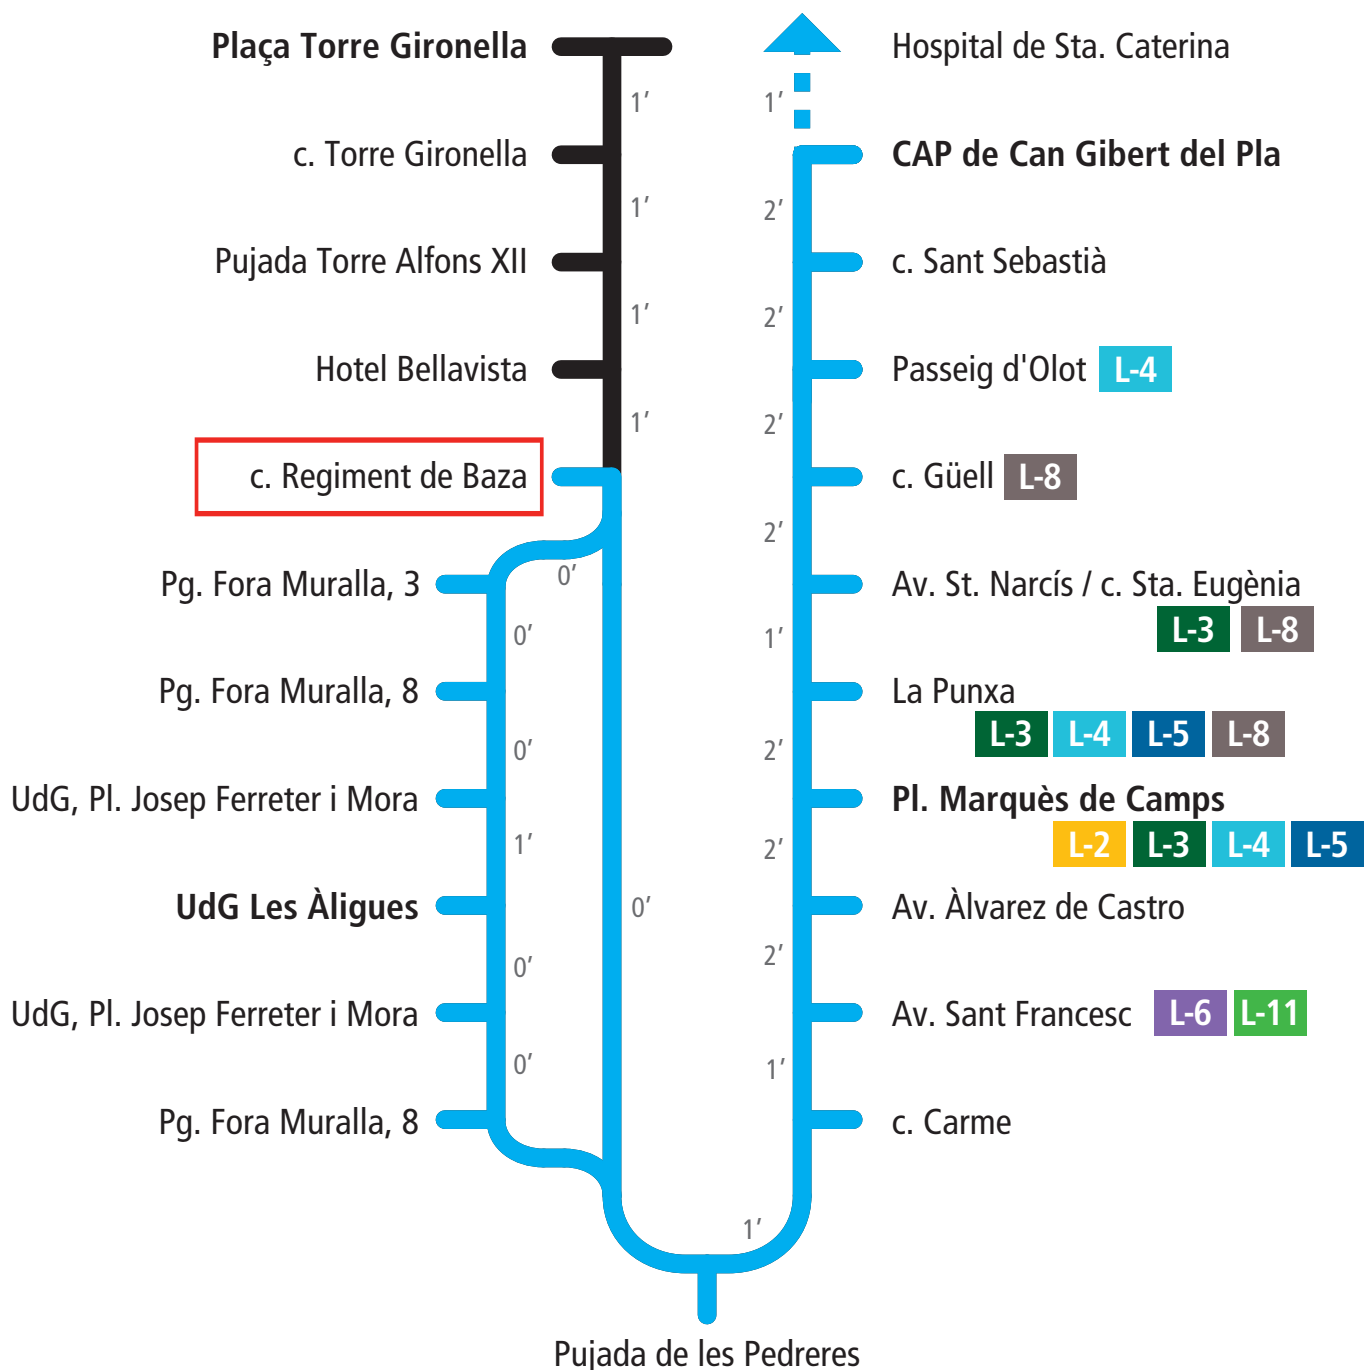 Plaça Torre Gironella
1’
c. Torre Gironella
1’
Pujada Torre Alfons XII
1’
Hotel Bellavista
1’
c. Regiment de Baza
0’
Pg. Fora Muralla, 3
0’
Pg. Fora Muralla, 8
0’
UdG, Pl. Josep Ferreter i Mora
1’
UdG Les Àligues
0’
0’
UdG, Pl. Josep Ferreter i Mora
0’
Pg. Fora Muralla, 8
Pujada de les Pedreres
1’
c. Carme
1’
Av. Sant Francesc L-6 L-11
2’
Av. Àlvarez de Castro
2’
Pl. Marquès de Camps
L-2 L-3 L-4 L-5
2’
La Punxa
L-3 L-4 L-5 L-8
1’
Av. St. Narcís / c. Sta. Eugènia
L-3 L-8
2’
c. Güell L-8
2’
Passeig d'Olot L-4
2’
c. Sant Sebastià
2’
CAP de Can Gibert del Pla
1’
Hospital de Sta. Caterina